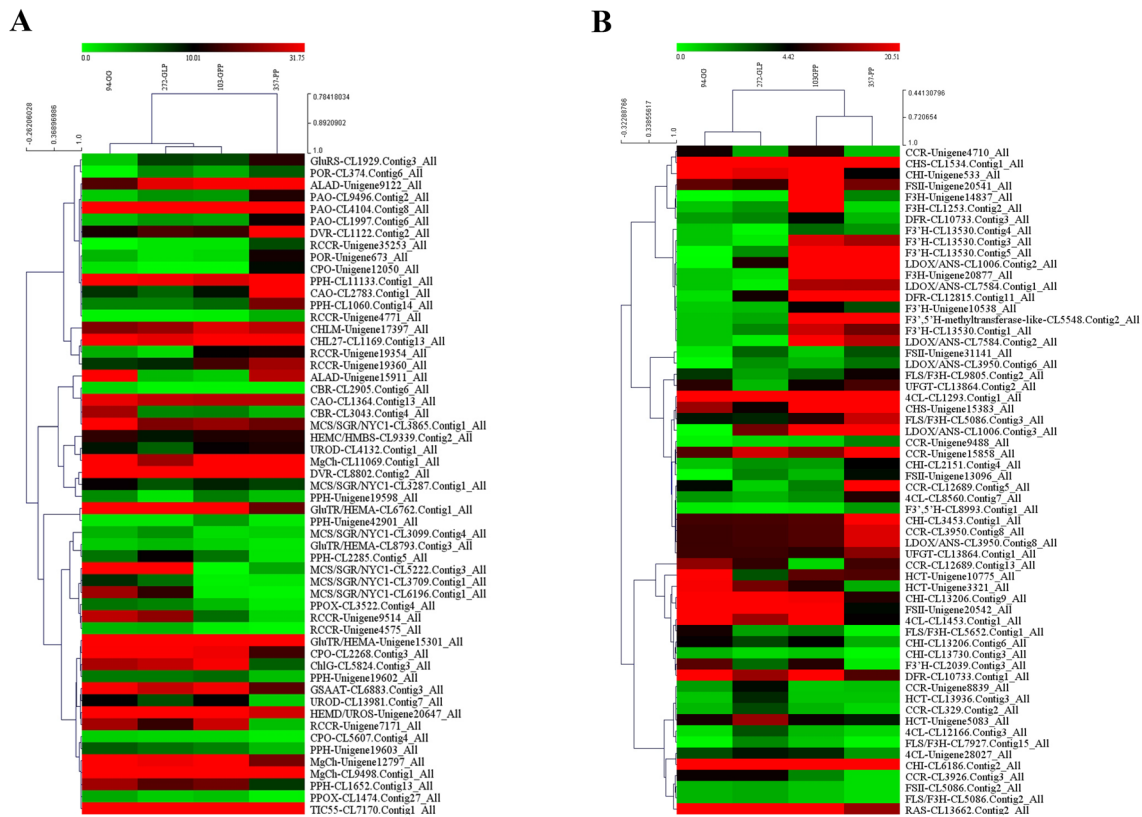 A
0.0
10.01
31.75
94-OO
272-OLP
103-OPP
357-PP
0.78418034
0.8920902
1.0
-0.26206028
0.36896986
1.0
GluRS-CL1929.Contig3_All
POR-CL374.Contig6_All
ALAD-Unigene9122_All
PAO-CL9496.Contig2_All
PAO-CL4104.Contig8_All
PAO-CL1997.Contig6_All
DVR-CL1122.Contig2_All
RCCR-Unigene35253_All
POR-Unigene673_All
CPO-Unigene12050_All
PPH-CL11133.Contig1_All
CAO-CL2783.Contig1_All
PPH-CL1060.Contig14_All
RCCR-Unigene4771_All
CHLM-Unigene17397_All
CHL27-CL1169.Contig13_All
RCCR-Unigene19354_All
RCCR-Unigene19360_All
ALAD-Unigene15911_All
CBR-CL2905.Contig6_All
CAO-CL1364.Contig13_All
CBR-CL3043.Contig4_All
MCS/SGR/NYC1-CL3865.Contig1_All
HEMC/HMBS-CL9339.Contig2_All
UROD-CL4132.Contig1_All
MgCh-CL11069.Contig1_All
DVR-CL8802.Contig2_All
MCS/SGR/NYC1-CL3287.Contig1_All
PPH-Unigene19598_All
GluTR/HEMA-CL6762.Contig1_All
PPH-Unigene42901_All
MCS/SGR/NYC1-CL3099.Contig4_All
GluTR/HEMA-CL8793.Contig3_All
PPH-CL2285.Contig5_All
MCS/SGR/NYC1-CL5222.Contig3_All
MCS/SGR/NYC1-CL3709.Contig1_All
MCS/SGR/NYC1-CL6196.Contig1_All
PPOX-CL3522.Contig4_All
RCCR-Unigene9514_All
RCCR-Unigene4575_All
GluTR/HEMA-Unigene15301_All
CPO-CL2268.Contig3_All
ChlG-CL5824.Contig3_All
PPH-Unigene19602_All
GSAAT-CL6883.Contig3_All
UROD-CL13981.Contig7_All
HEMD/UROS-Unigene20647_All
RCCR-Unigene7171_All
CPO-CL5607.Contig4_All
PPH-Unigene19603_All
MgCh-Unigene12797_All
MgCh-CL9498.Contig1_All
PPH-CL1652.Contig13_All
PPOX-CL1474.Contig27_All
TIC55-CL7170.Contig1_All
B
0.0
4.42
20.51
94-OO
272-OLP
103OPP
357-PP
0.44130796
0.720654
1.0
-0.32288766
0.33855617
1.0
CCR-Unigene4710_All
CHS-CL1534.Contig1_All
CHI-Unigene533_All
FSII-Unigene20541_All
F3H-Unigene14837_All
F3H-CL1253.Contig2_All
DFR-CL10733.Contig3_All
F3'H-CL13530.Contig4_All
F3'H-CL13530.Contig3_All
F3'H-CL13530.Contig5_All
LDOX/ANS-CL1006.Contig2_All
F3H-Unigene20877_All
LDOX/ANS-CL7584.Contig1_All
DFR-CL12815.Contig11_All
F3'H-Unigene10538_All
F3',5'H-methyltransferase-like-CL5548.Contig2_All
F3'H-CL13530.Contig1_All
LDOX/ANS-CL7584.Contig2_All
FSII-Unigene31141_All
LDOX/ANS-CL3950.Contig6_All
FLS/F3H-CL9805.Contig2_All
UFGT-CL13864.Contig2_All
4CL-CL1293.Contig1_All
CHS-Unigene15383_All
FLS/F3H-CL5086.Contig3_All
LDOX/ANS-CL1006.Contig3_All
CCR-Unigene9488_All
CCR-Unigene15858_All
CHI-CL2151.Contig4_All
FSII-Unigene13096_All
CCR-CL12689.Contig5_All
4CL-CL8560.Contig7_All
F3',5'H-CL8993.Contig1_All
CHI-CL3453.Contig1_All
CCR-CL3950.Contig8_All
LDOX/ANS-CL3950.Contig8_All
UFGT-CL13864.Contig1_All
CCR-CL12689.Contig13_All
HCT-Unigene10775_All
HCT-Unigene3321_All
CHI-CL13206.Contig9_All
FSII-Unigene20542_All
4CL-CL1453.Contig1_All
FLS/F3H-CL5652.Contig1_All
CHI-CL13206.Contig6_All
CHI-CL13730.Contig3_All
F3'H-CL2039.Contig3_All
DFR-CL10733.Contig1_All
CCR-Unigene8839_All
HCT-CL13936.Contig3_All
CCR-CL329.Contig2_All
HCT-Unigene5083_All
4CL-CL12166.Contig3_All
FLS/F3H-CL7927.Contig15_All
4CL-Unigene28027_All
CHI-CL6186.Contig2_All
CCR-CL3926.Contig3_All
FSII-CL5086.Contig2_All
FLS/F3H-CL5086.Contig2_All
RAS-CL13662.Contig2_All